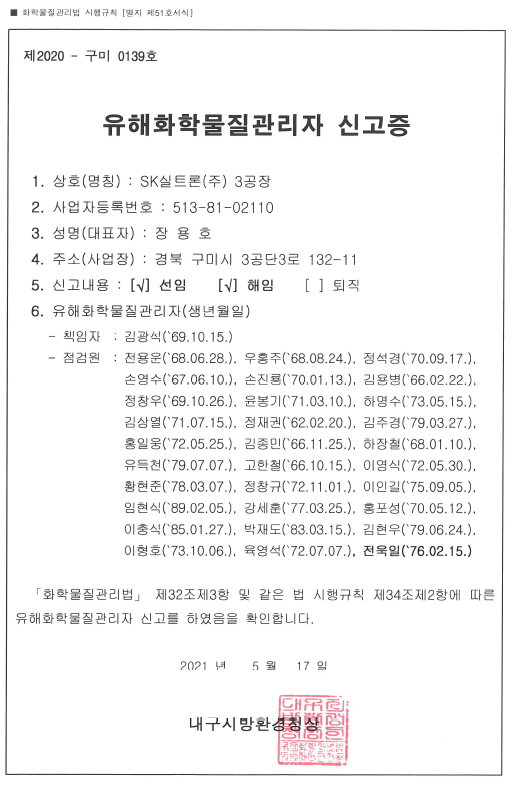 ■ 화학물질관리법 시행규칙 [별지 제51호서식]
제2020 - 구미 0139호
유해화학물질관리자 신고증
1. 상호(명칭) : SK실트론(주) 3공장
2. 사업자등록번호 : 513-81-02110
3. 성명(대표자) : 장 용 호
4. 주소(사업장) : 경북 구미시 3공단3로 132-11
5. 신고내용 : [√] 선임 [√] 해임 [ ] 퇴직
6. 유해화학물질관리자(생년월일)
- 책임자 : 김광석(`69.10.15.)
- 점검원 : 전용운(`68.06.28.), 우홍주(`68.08.24.), 정석경(`70.09.17.),
손영수(`67.06.10.), 손진룡(`70.01.13.), 김용병(`66.02.22.),
정창우(`69.10.26.), 윤봉기(`71.03.10.), 하명수(`73.05.15.),
김상열(`71.07.15.), 정재권(`62.02.20.), 김주경(`79.03.27.),
홍일웅(`72.05.25.), 김종민(`66.11.25.), 하장철(`68.01.10.),
유득천(`79.07.07.), 고한철(`66.10.15.), 이영식(`72.05.30.),
황현준(`78.03.07.), 정창규(`72.11.01.), 이인길(`75.09.05.),
임현식(`89.02.05.), 강세훈(`77.03.25.), 홍포성(`70.05.12.),
이충식(`85.01.27.), 박재도(`83.03.15.), 김현우(`79.06.24.),
이형호(`73.10.06.), 육영석(`72.07.07.), 전욱일(`76.02.15.)
「화학물질관리법」 제32조제3항 및 같은 법 시행규칙 제34조제2항에 따른
유해화학물질관리자 신고를 하였음을 확인합니다.
2021 년 5 월 17 일
대구지방환경청장